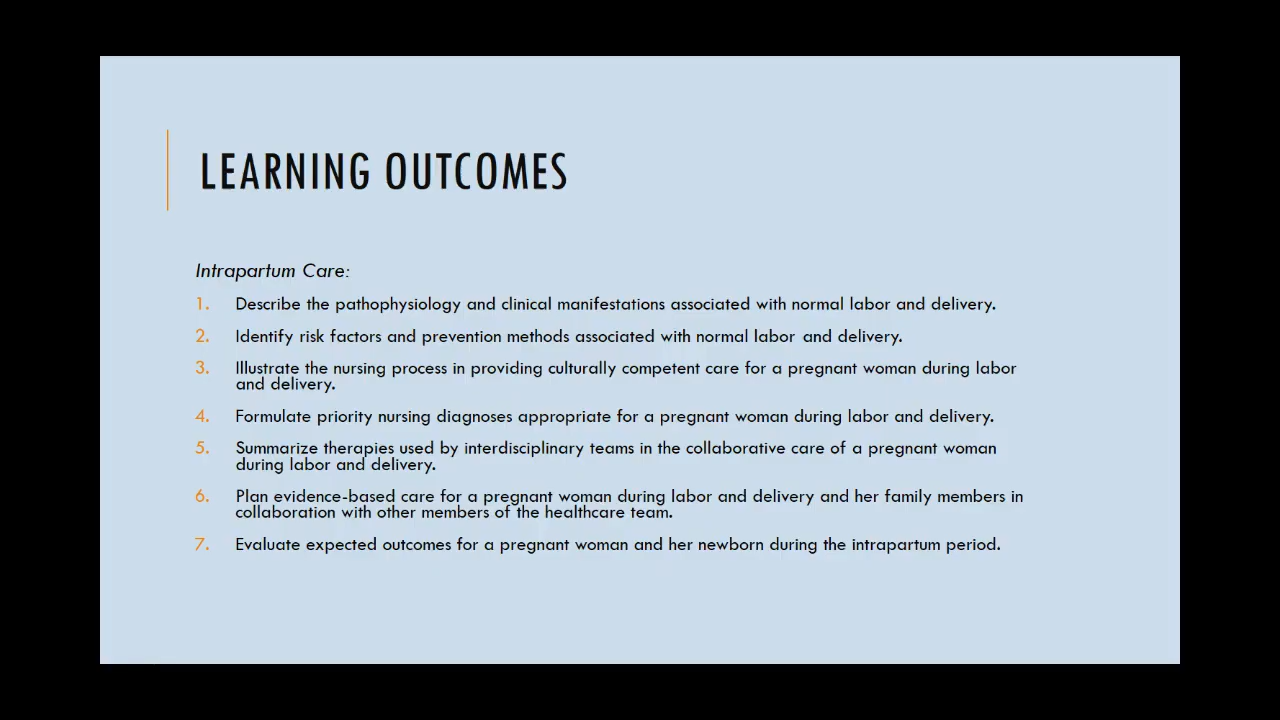 LEARNING OUTCOMES
Intrapartum Care:
1. Describe the pathophysiology and clinical manifestations associated with normal labor and delivery.
2. Identify risk factors and prevention methods associated with normal labor and delivery.
3. Illustrate the nursing process in providing culturally competent care for a pregnant woman during labor
and delivery.
4. Formulate priority nursing diagnoses appropriate for a pregnant woman during labor and delivery.
5. Summarize therapies used by interdisciplinary teams in the collaborative care of a pregnant woman
during labor and delivery.
6. Plan evidence-based care for a pregnant woman during labor and delivery and her family members in
collaboration with other members of the healthcare team.
7. Evaluate expected outcomes for a pregnant woman and her newborn during the intrapartum period.